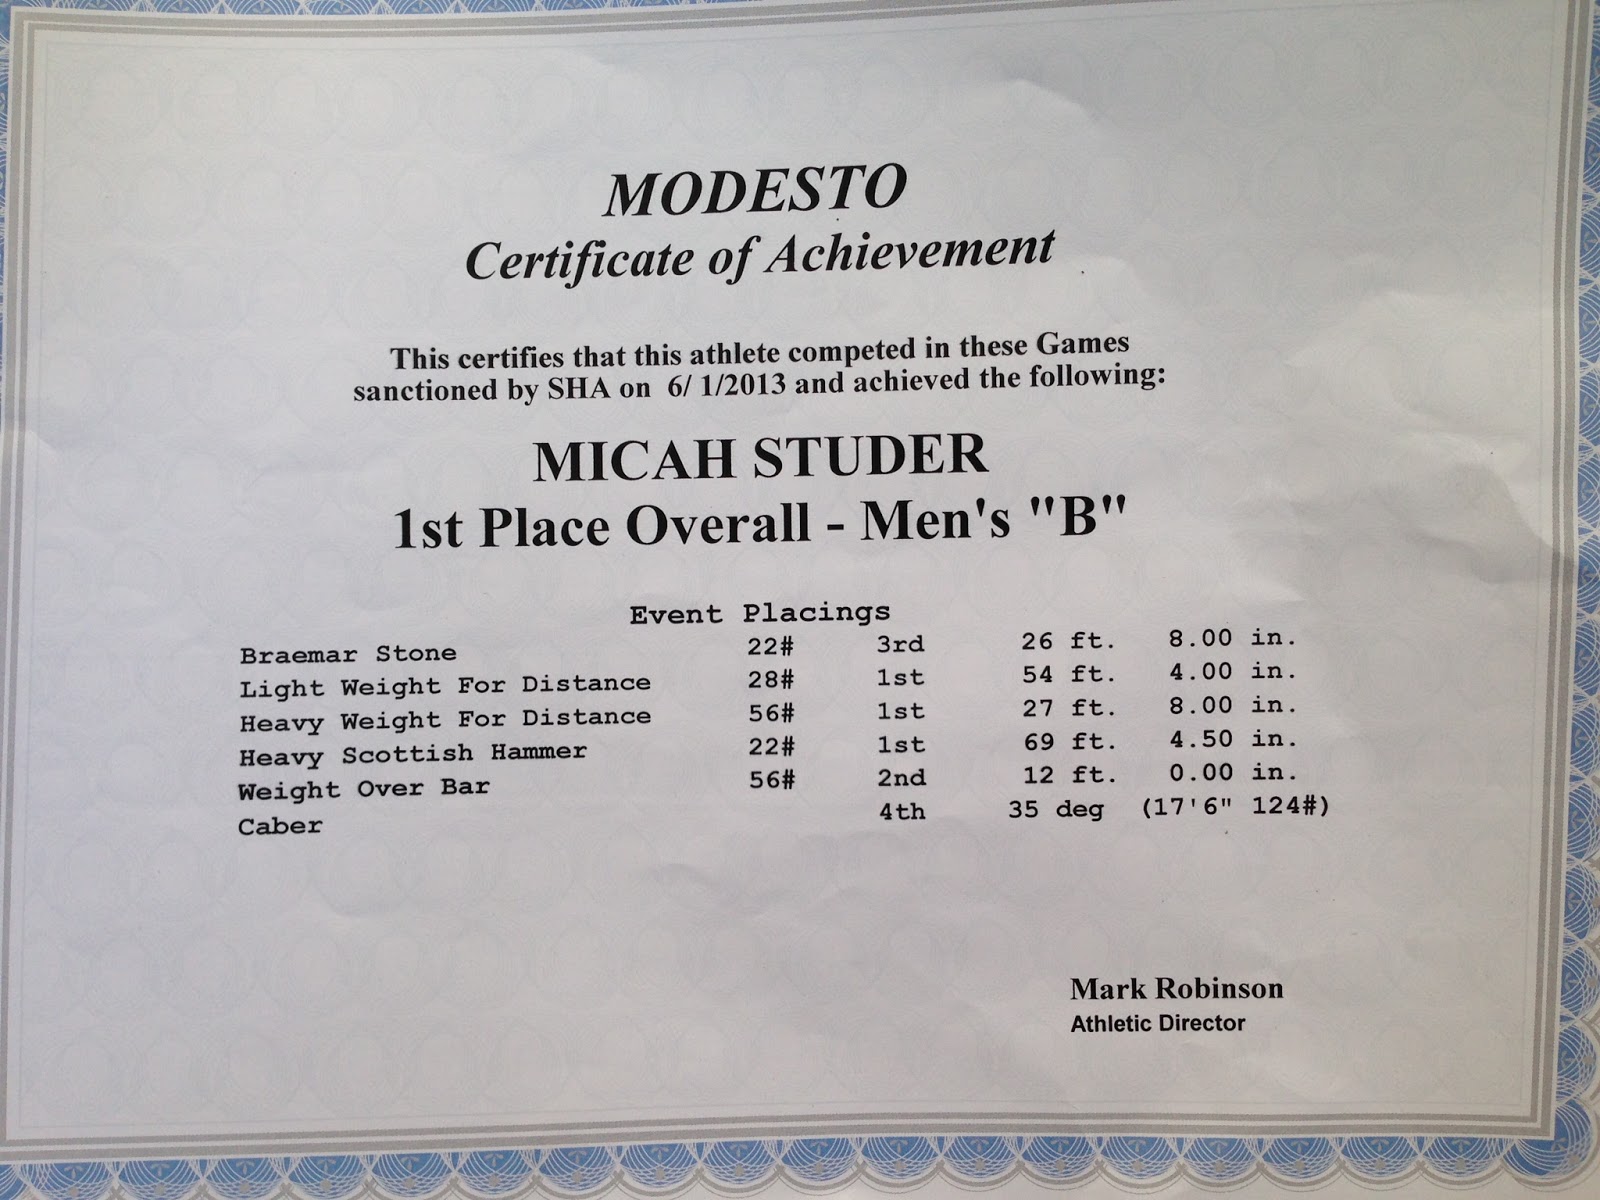 MODESTO
Certificate of Achievement
This certifies that this athlete competed in these Games
sanctioned by SHA on 6/ 1/2013 and achieved the following:
MICAH STUDER
1st Place Overall - Men's "B"
Event Placings
Braemar Stone 22# 3rd 26 ft. 8.00 in.
Light Weight For Distance 28# 1st 54 ft. 4.00 in.
Heavy Weight For Distance 56# 1st 27 ft. 8.00 in.
Heavy Scottish Hammer 22# 1st 69 ft. 4.50 in.
Weight Over Bar 56# 2nd 12 ft. 0.00 in.
Caber 4th 35 deg (17'6" 124#)
Mark Robinson
Athletic Director